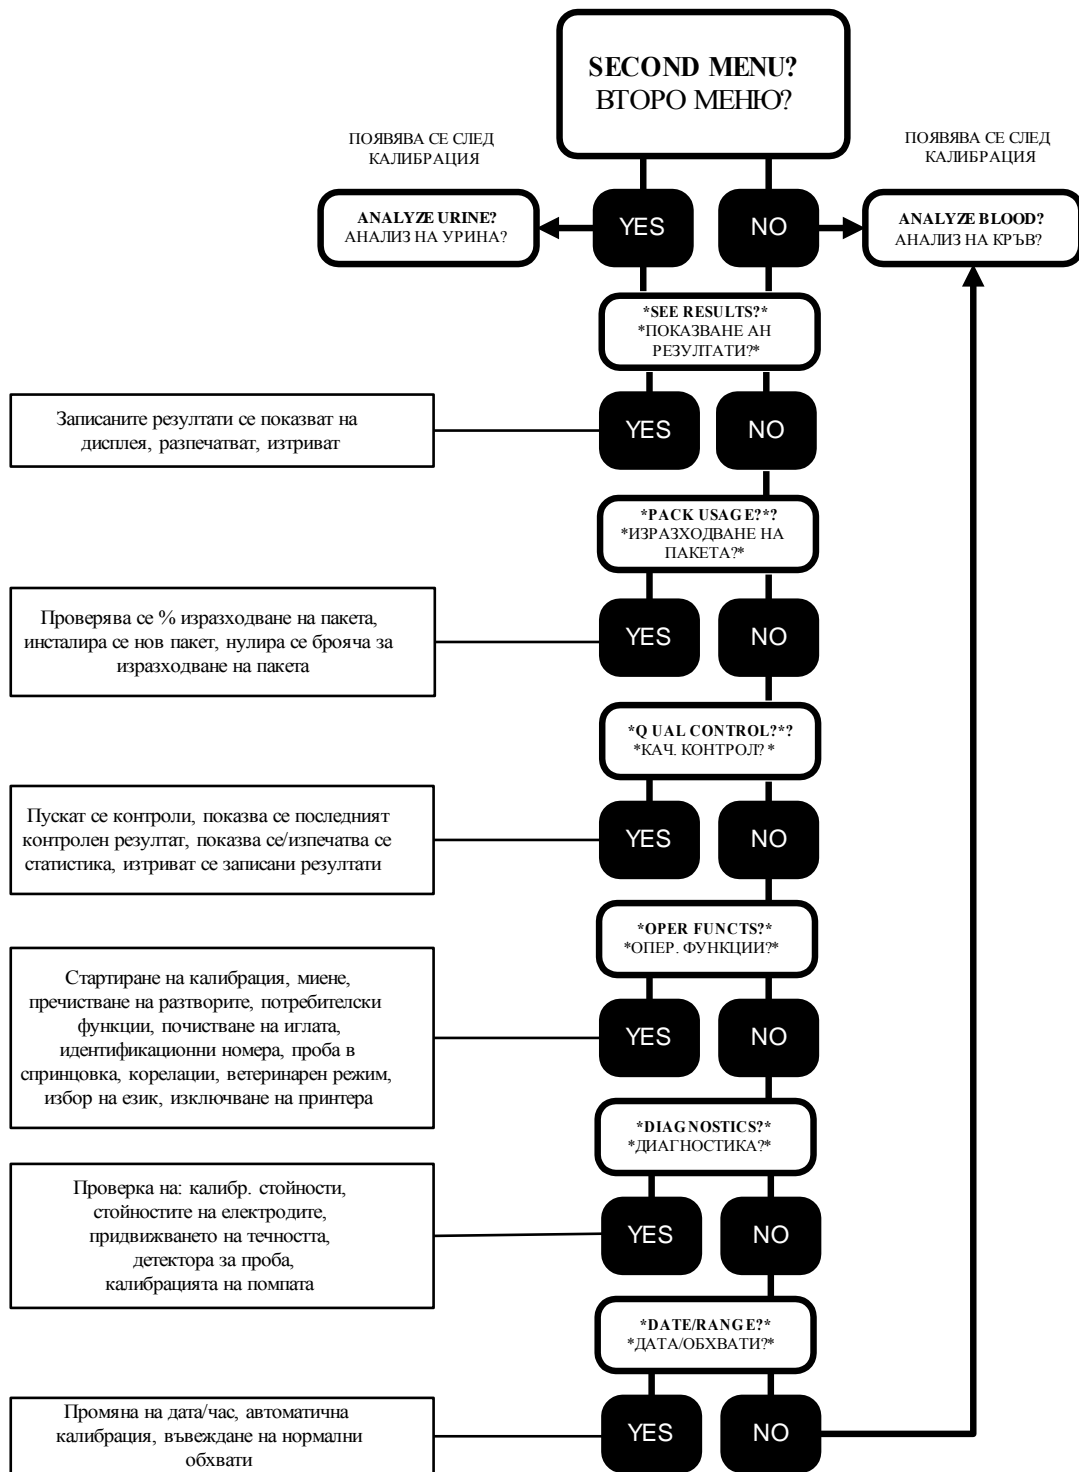 SECOND MENU?
ВТОРО МЕНЮ?
ПОЯВЯВА СЕ СЛЕД
КАЛИБРАЦИЯ
ПОЯВЯВА СЕ СЛЕД
КАЛИБРАЦИЯ
ANALYZE URINE?
АНАЛИЗ НА УРИНА?
YES
NO
ANALYZE BLOOD?
АНАЛИЗ НА КРЪВ?
*SEE RESULTS?*
*ПОКАЗВАНЕ АН
РЕЗУЛТАТИ?*
Записаните резултати се показват на
дисплея, разпечатват, изтриват
YES
NO
*PACK USAGE?*?
*ИЗРАЗХОДВАНЕ НА
ПАКЕТА?*
Проверява се % изразходване на пакета,
инсталира се нов пакет, нулира се брояча за
изразходване на пакета
YES
NO
*Q UAL CONTROL?*?
*КАЧ. КОНТРОЛ? *
Пускат се контроли, показва се последният
контролен резултат, показва се/изпечатва се
статистика, изтриват се записани резултати
YES
NO
*OPER FUNCTS?*
*ОПЕР. ФУНКЦИИ?*
Стартиране на калибрация, миене,
пречистване на разтворите, потребителски
функции, почистване на иглата,
идентификационни номера, проба в
спринцовка, корелации, ветеринарен режим,
избор на език, изключване на принтера
YES
NO
*DIAGNOSTICS?*
*ДИАГНОСТИКА?*
Проверка на: калибр. стойности,
стойностите на електродите,
придвижването на течността,
детектора за проба,
калибрацията на помпата
YES
NO
*DATE/RANGE?*
*ДАТА/ОБХВАТИ?*
Промяна на дата/час, автоматична
калибрация, въвеждане на нормални
обхвати
YES
NO